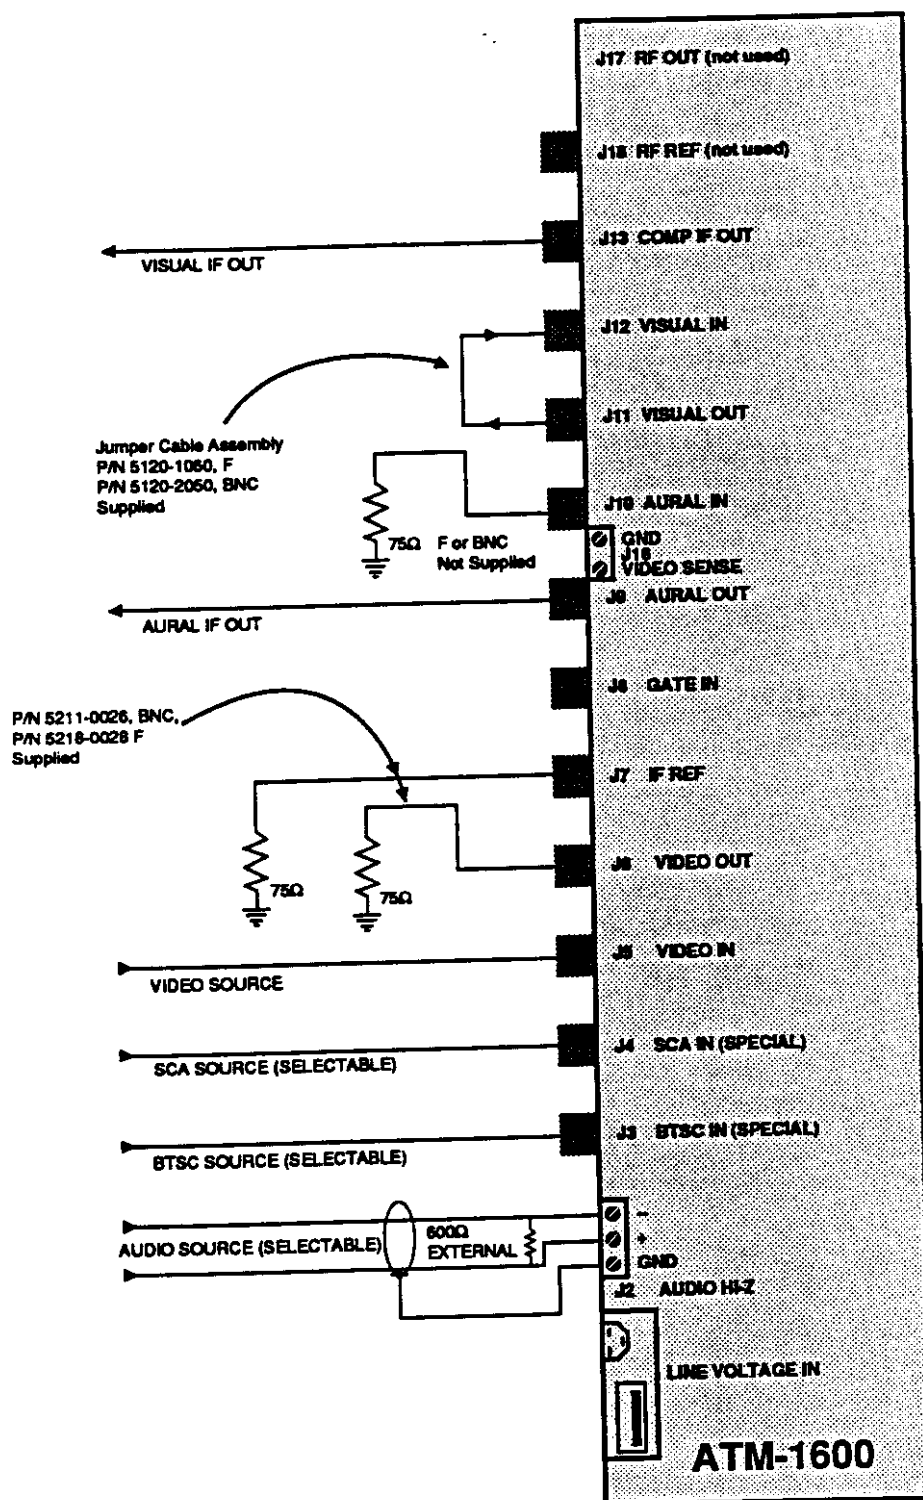 J17 RF OUT (not used)
J18 RF REF (not used)
J13 COMP IF OUT
VISUAL IF OUT
J12 VISUAL IN
J11 VISUAL OUT
Jumper Cable Assembly
P/N 5120-1060, F
P/N 5120-2050, BNC
Supplied
J10 AURAL IN
75Ω
F or BNC
Not Supplied
GND
J16
VIDEO SENSE
J9 AURAL OUT
AURAL IF OUT
J8 GATE IN
P/N 5211-0026, BNC,
P/N 5218-0028 F
Supplied
J7 IF REF
J6 VIDEO OUT
75Ω
75Ω
J5 VIDEO IN
VIDEO SOURCE
J4 SCA IN (SPECIAL)
SCA SOURCE (SELECTABLE)
J3 BTSC IN (SPECIAL)
BTSC SOURCE (SELECTABLE)
–
+
GND
AUDIO SOURCE (SELECTABLE)
600Ω
EXTERNAL
J2 AUDIO HI-Z
LINE VOLTAGE IN
ATM-1600